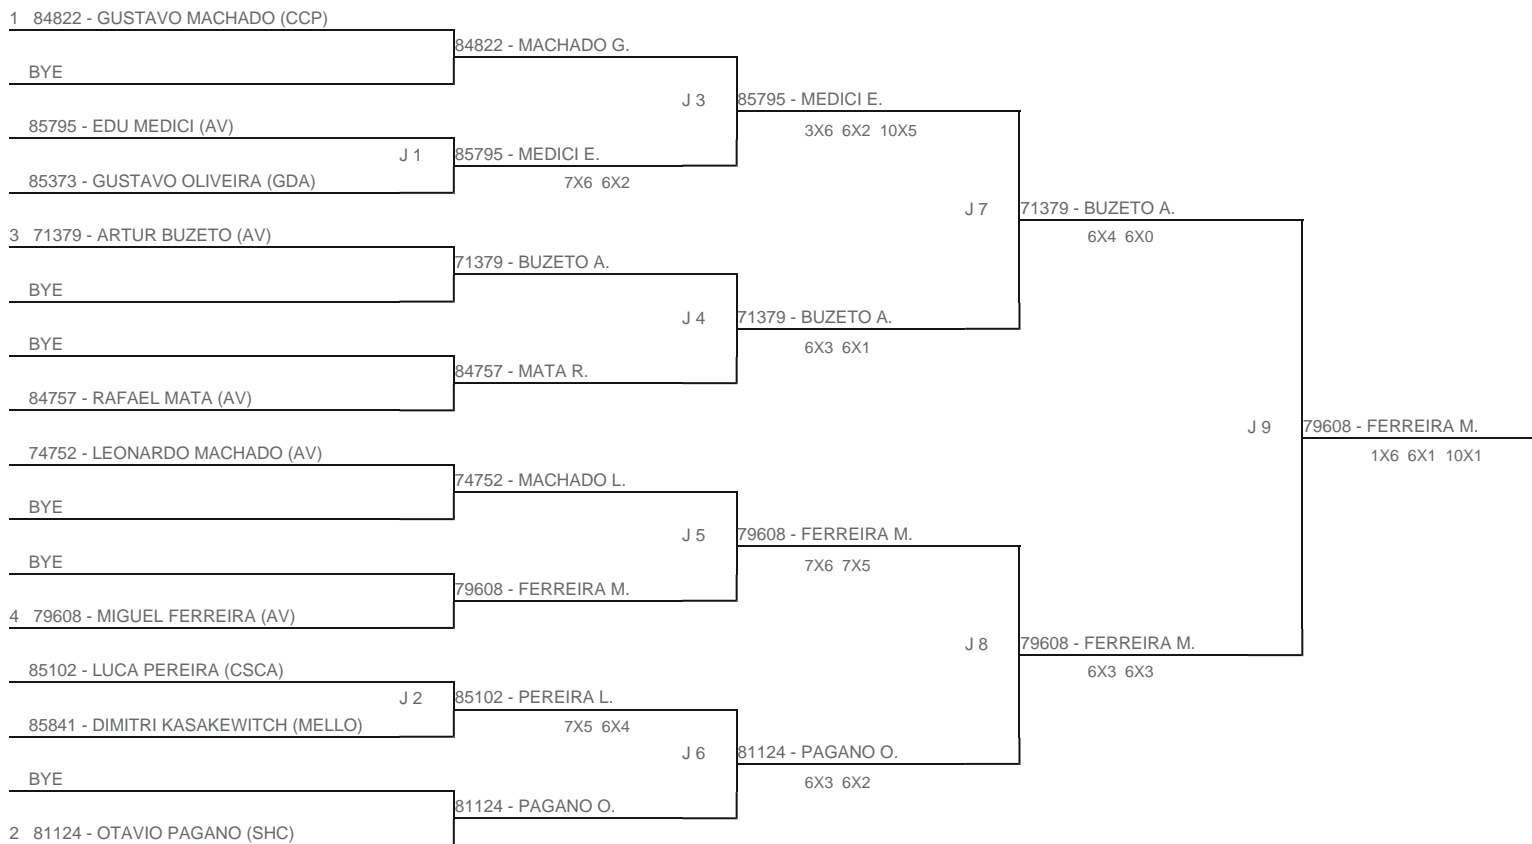 1 84822 - GUSTAVO MACHADO (CCP)
84822 - MACHADO G.
BYE
J 3 85795 - MEDICI E.
85795 - EDU MEDICI (AV)
3X6 6X2 10X5
J 1 85795 - MEDICI E.
85373 - GUSTAVO OLIVEIRA (GDA)
7X6 6X2
J 7 71379 - BUZETO A.
3 71379 - ARTUR BUZETO (AV)
6X4 6X0
71379 - BUZETO A.
BYE
J 4 71379 - BUZETO A.
BYE
6X3 6X1
84757 - MATA R.
84757 - RAFAEL MATA (AV)
J 9 79608 - FERREIRA M.
74752 - LEONARDO MACHADO (AV)
1X6 6X1 10X1
74752 - MACHADO L.
BYE
J 5 79608 - FERREIRA M.
BYE
7X6 7X5
79608 - FERREIRA M.
4 79608 - MIGUEL FERREIRA (AV)
J 8 79608 - FERREIRA M.
85102 - LUCA PEREIRA (CSCA)
6X3 6X3
J 2 85102 - PEREIRA L.
85841 - DIMITRI KASAKEWITCH (MELLO)
7X5 6X4
J 6 81124 - PAGANO O.
BYE
6X3 6X2
81124 - PAGANO O.
2 81124 - OTAVIO PAGANO (SHC)